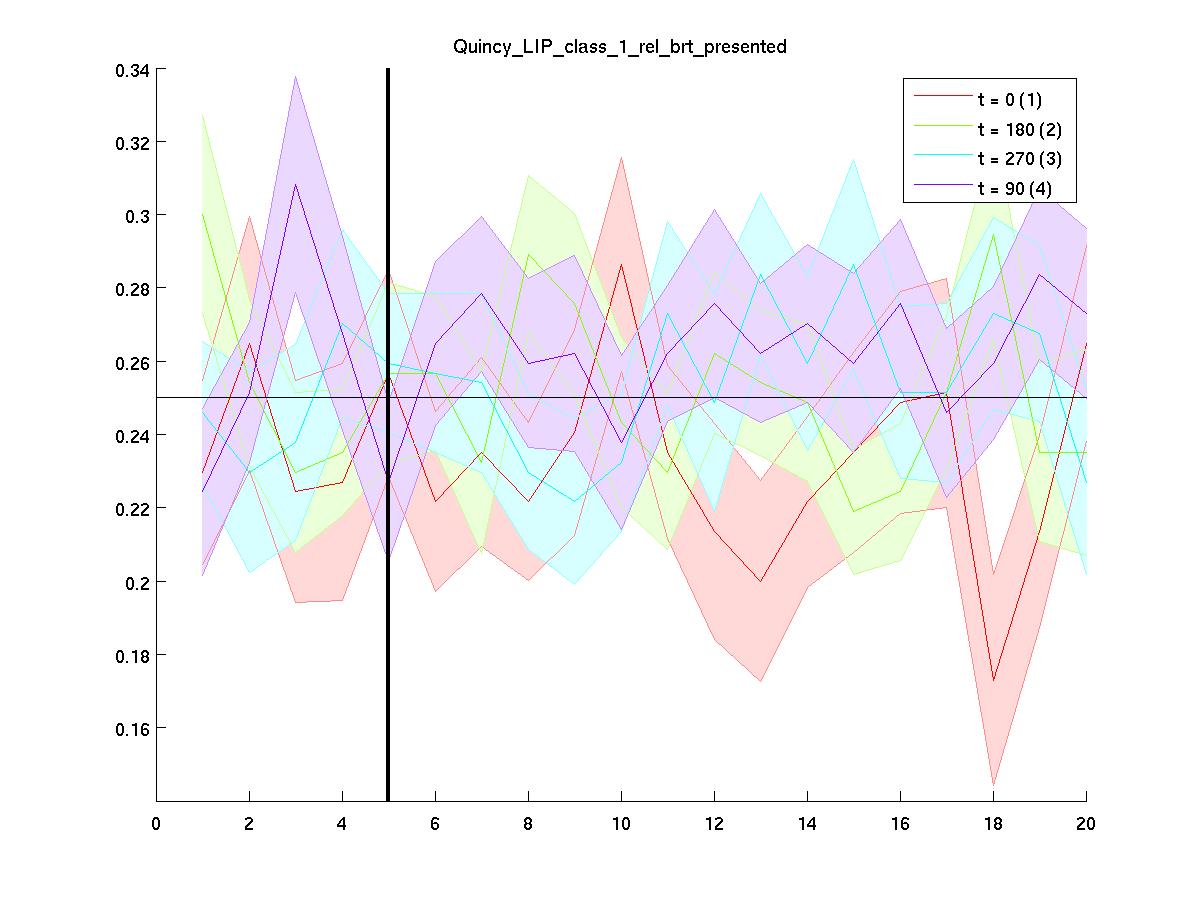 Quincy_LIP_class_1_rel_brt_presented
0.34
0.32
0.3
0.28
0.26
0.24
0.22
0.2
0.18
0.16
t = 0 (1)
t = 180 (2)
t = 270 (3)
t = 90 (4)
0 2 4 6 8 10 12 14 16 18 20